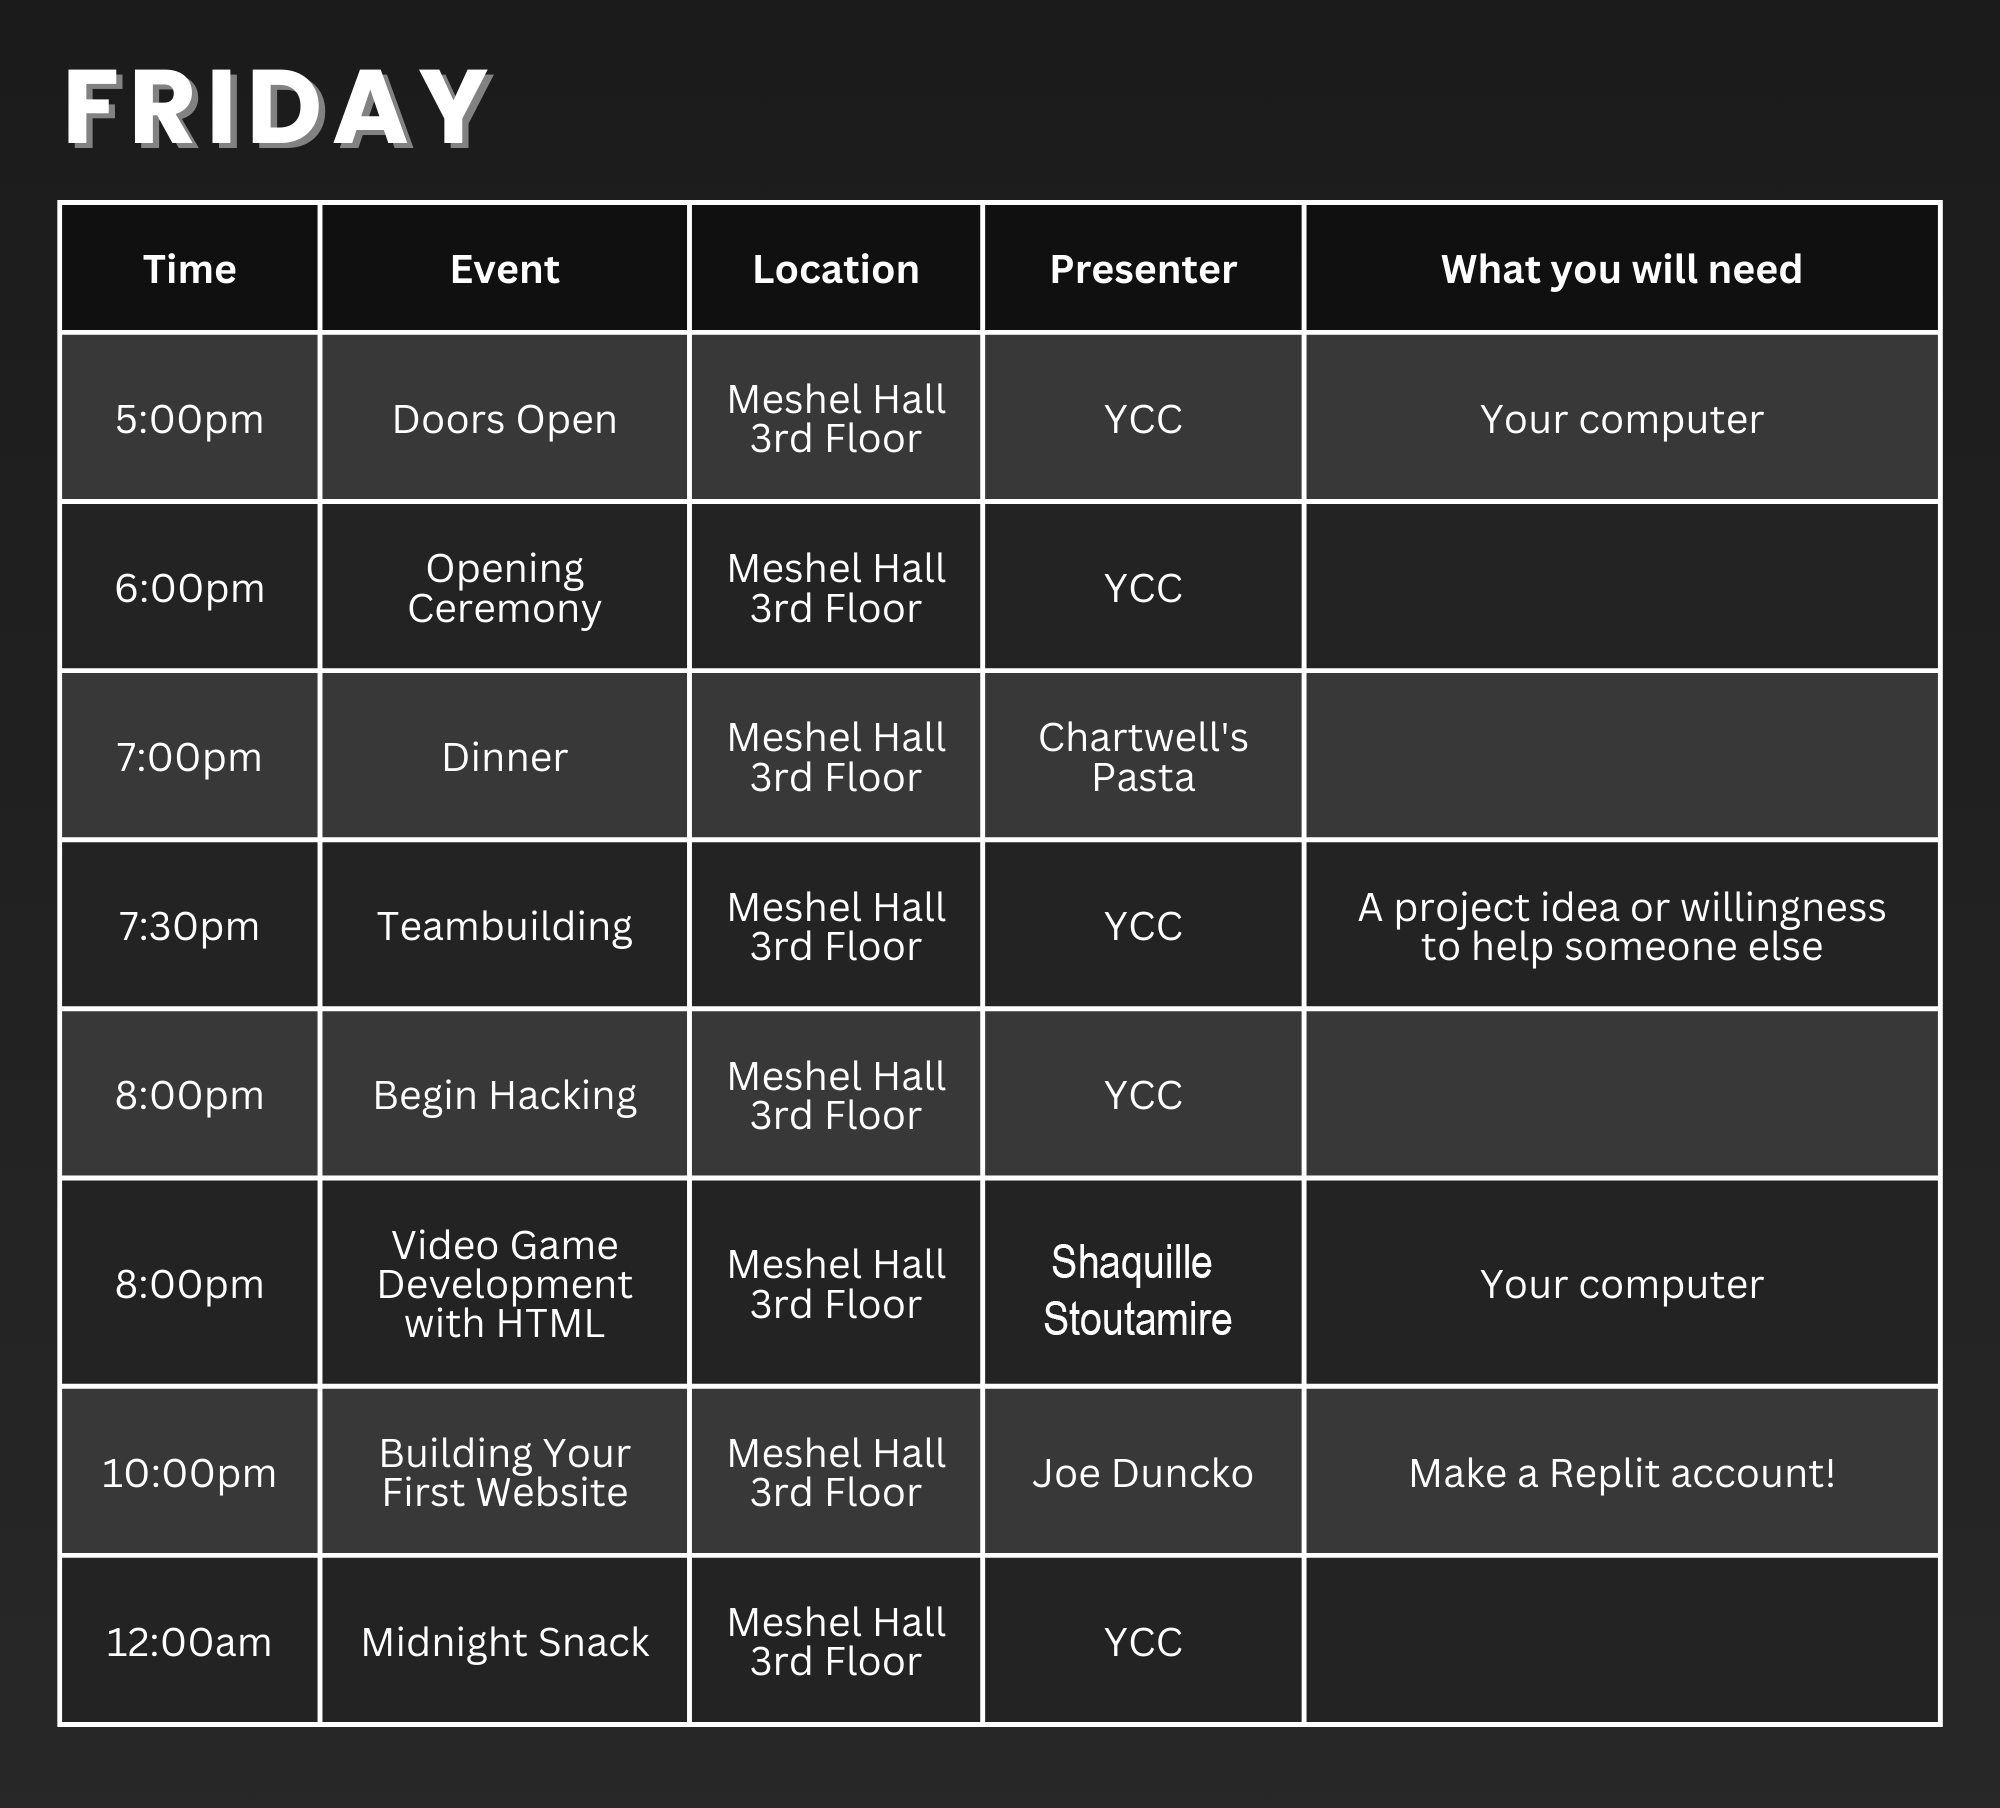 FRIDAY
Time Event Location Presenter What you will need
5:00pm Doors Open Meshel Hall 3rd Floor YCC Your computer
6:00pm Opening Ceremony Meshel Hall 3rd Floor YCC
7:00pm Dinner Meshel Hall 3rd Floor Chartwell's Pasta
7:30pm Teambuilding Meshel Hall 3rd Floor YCC A project idea or willingness to help someone else
8:00pm Begin Hacking Meshel Hall 3rd Floor YCC
8:00pm Video Game Development with HTML Meshel Hall 3rd Floor Shaquille Stoutamire Your computer
10:00pm Building Your First Website Meshel Hall 3rd Floor Joe Duncko Make a Replit account!
12:00am Midnight Snack Meshel Hall 3rd Floor YCC